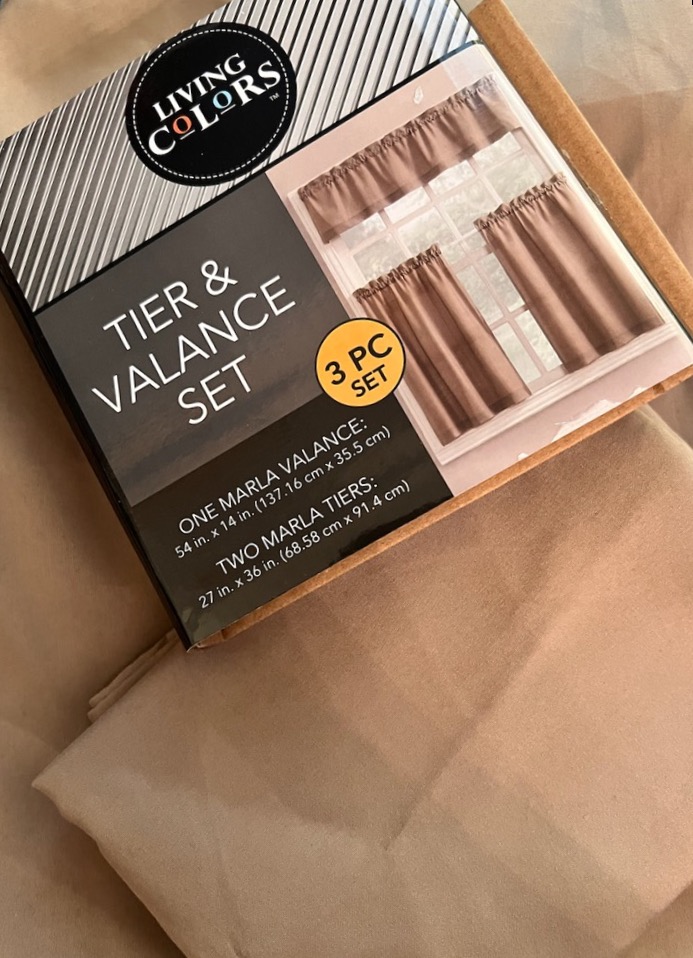 LIVING
COLORS™
TIER &
VALANCE
SET
3 PC
SET
ONE MARLA VALANCE:
54 in. x 14 in. (137.16 cm x 35.5 cm)
TWO MARLA TIERS:
27 in. x 36 in. (68.58 cm x 91.4 cm)